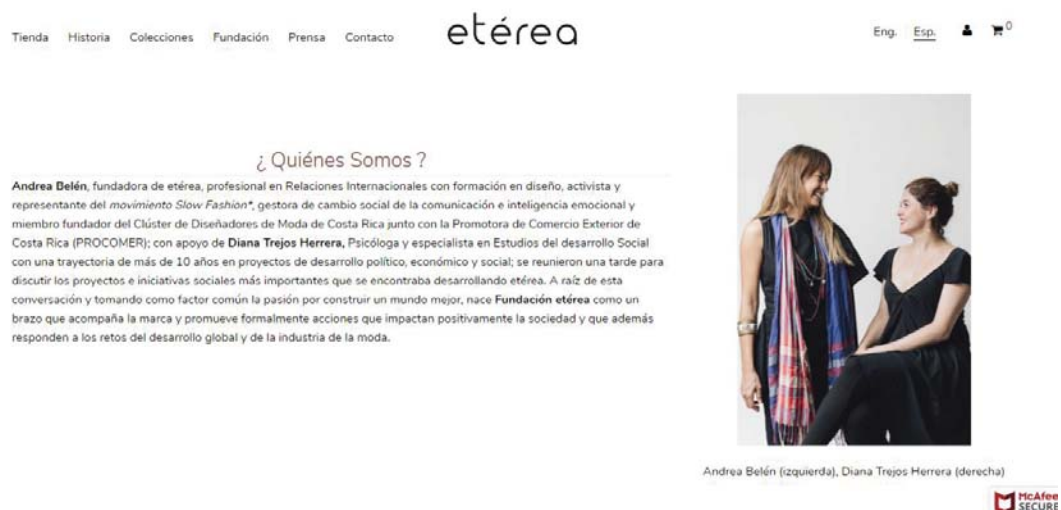 Tienda Historia Colecciones Fundación Prensa Contacto
etérea
Eng. Esp. 0
¿ Quiénes Somos ?
Andrea Belén, fundadora de etérea, profesional en Relaciones Internacionales con formación en diseño, activista y
representante del movimiento Slow Fashion*, gestora de cambio social de la comunicación e inteligencia emocional y
miembro fundador del Clúster de Diseñadores de Moda de Costa Rica junto con la Promotora de Comercio Exterior de
Costa Rica (PROCOMER); con apoyo de Diana Trejos Herrera, Psicóloga y especialista en Estudios del desarrollo Social
con una trayectoria de más de 10 años en proyectos de desarrollo político, económico y social; se reunieron una tarde para
discutir los proyectos e iniciativas sociales más importantes que se encontraba desarrollando etérea. A raíz de esta
conversación y tomando como factor común la pasión por construir un mundo mejor, nace Fundación etérea como un
brazo que acompaña la marca y promueve formalmente acciones que impactan positivamente la sociedad y que además
responden a los retos del desarrollo global y de la industria de la moda.
Andrea Belén (izquierda), Diana Trejos Herrera (derecha)
McAfee
SECURE